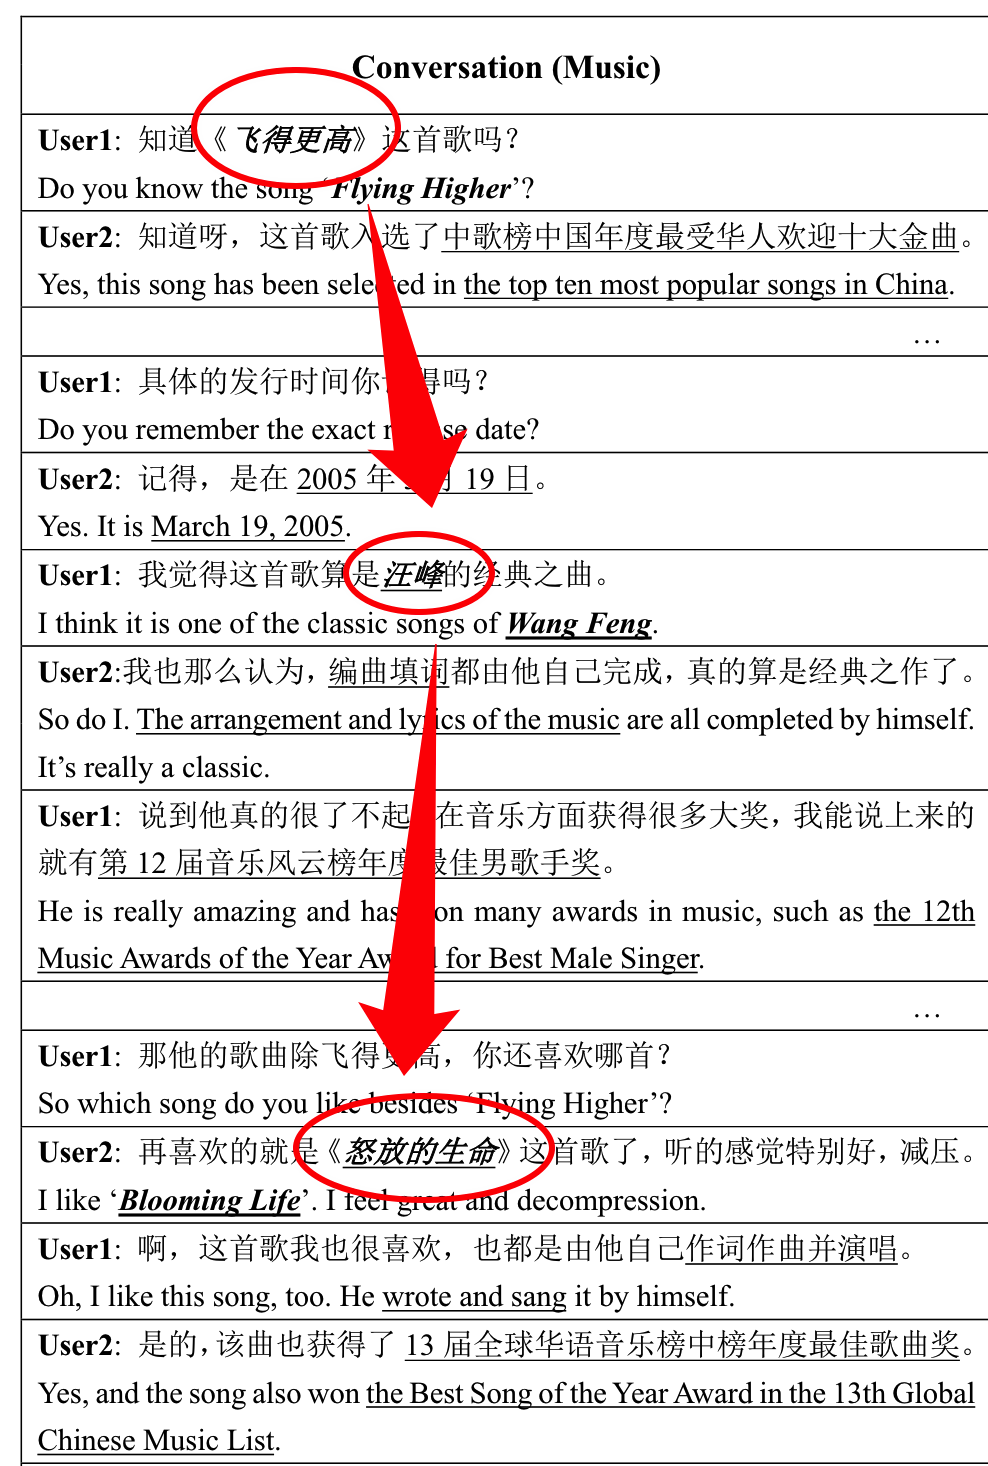 Conversation (Music)
User1: 知道《飞得更高》这首歌吗？
Do you know the song ‘Flying Higher’?
User2: 知道呀，这首歌入选了中歌榜中国年度最受华人欢迎十大金曲。
Yes, this song has been selected in the top ten most popular songs in China.
…
User1: 具体的发行时间你记得吗？
Do you remember the exact release date?
User2: 记得，是在 2005 年 月 19 日。
Yes. It is March 19, 2005.
User1: 我觉得这首歌算是汪峰的经典之曲。
I think it is one of the classic songs of Wang Feng.
User2:我也那么认为，编曲填词都由他自己完成，真的算是经典之作了。
So do I. The arrangement and lyrics of the music are all completed by himself.
It’s really a classic.
User1: 说到他真的很了不起，在音乐方面获得很多大奖，我能说上来的
就有第 12 届音乐风云榜年度最佳男歌手奖。
He is really amazing and has won many awards in music, such as the 12th
Music Awards of the Year Award for Best Male Singer.
…
User1: 那他的歌曲除飞得更高，你还喜欢哪首？
So which song do you like besides ‘Flying Higher’?
User2: 再喜欢的就是《怒放的生命》这首歌了，听的感觉特别好，减压。
I like ‘Blooming Life’. I feel great and decompression.
User1: 啊，这首歌我也很喜欢，也都是由他自己作词作曲并演唱。
Oh, I like this song, too. He wrote and sang it by himself.
User2: 是的，该曲也获得了 13 届全球华语音乐榜中榜年度最佳歌曲奖。
Yes, and the song also won the Best Song of the Year Award in the 13th Global
Chinese Music List.